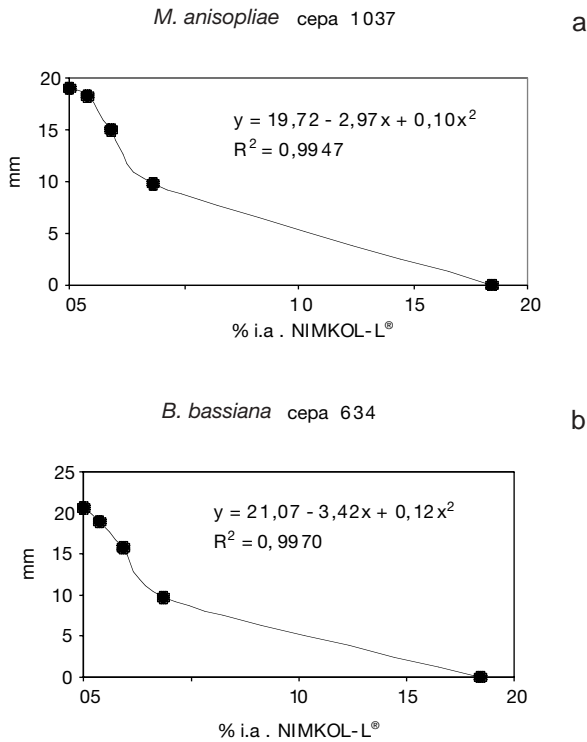 M. anisopliae cepa 1037
a
20
15
10
5
0
mm
y = 19,72 - 2,97x + 0,10x²
R² = 0,9947
05 10 15 20
% i.a . NIMKOL-L®
B. bassiana cepa 634
b
25
20
15
10
5
0
mm
y = 21,07 - 3,42x + 0,12x²
R² = 0,9970
05 10 15 20
% i.a . NIMKOL-L®